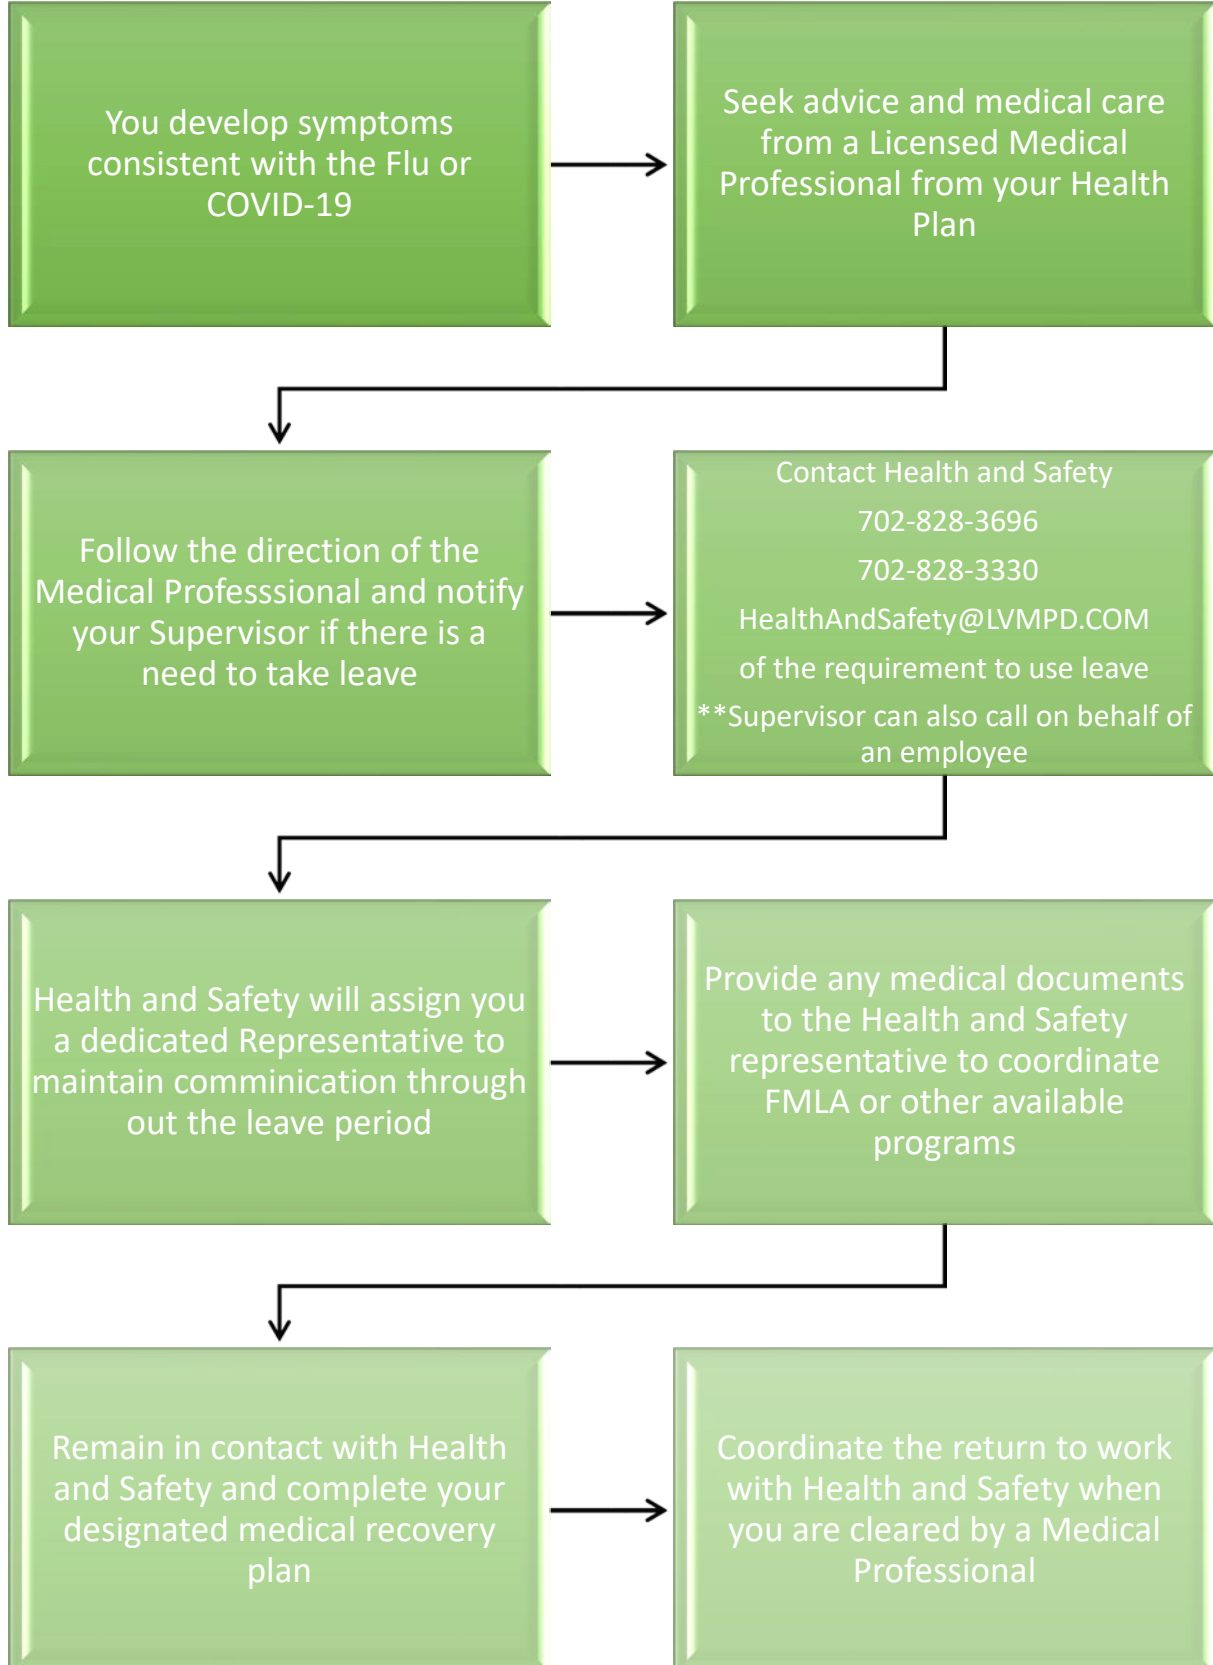 You develop symptoms
consistent with the Flu or
COVID-19
Seek advice and medical care
from a Licensed Medical
Professional from your Health
Plan
Follow the direction of the
Medical Professsional and notify
your Supervisor if there is a
need to take leave
Contact Health and Safety
702-828-3696
702-828-3330
HealthAndSafety@LVMPD.COM
of the requirement to use leave
**Supervisor can also call on behalf of
an employee
Health and Safety will assign you
a dedicated Representative to
maintain comminication through
out the leave period
Provide any medical documents
to the Health and Safety
representative to coordinate
FMLA or other available
programs
Remain in contact with Health
and Safety and complete your
designated medical recovery
plan
Coordinate the return to work
with Health and Safety when
you are cleared by a Medical
Professional